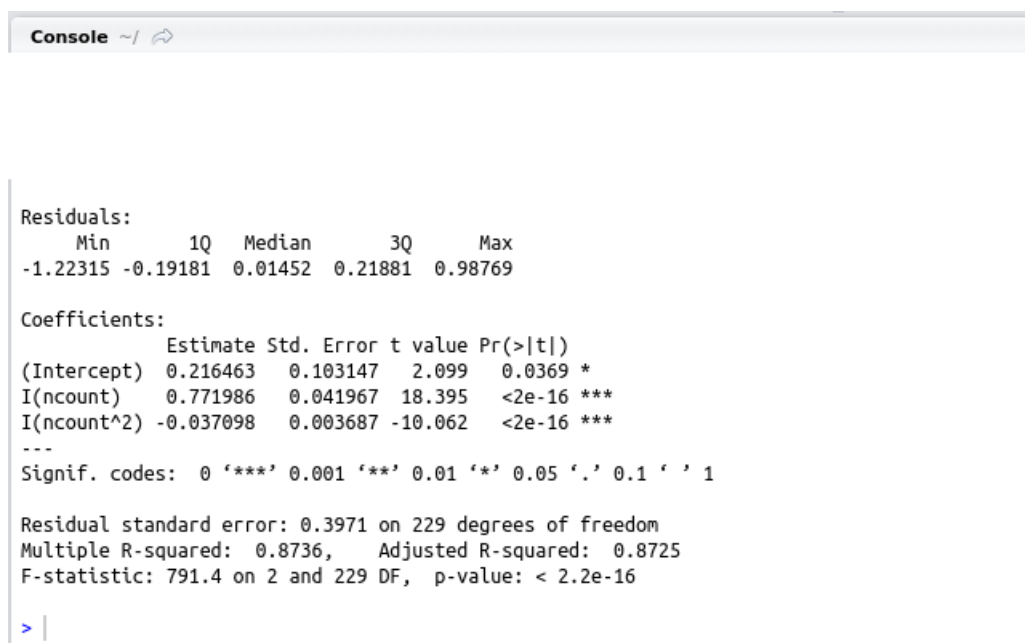 Console ~/
Residuals:
     Min       1Q   Median       3Q      Max
-1.22315 -0.19181  0.01452  0.21881  0.98769
Coefficients:
             Estimate Std. Error t value Pr(>|t|)
(Intercept)  0.216463   0.103147   2.099   0.0369 *
I(ncount)    0.771986   0.041967  18.395   <2e-16 ***
I(ncount^2) -0.037098   0.003687 -10.062   <2e-16 ***
---
Signif. codes:  0 ‘***’ 0.001 ‘**’ 0.01 ‘*’ 0.05 ‘.’ 0.1 ‘ ’ 1
Residual standard error: 0.3971 on 229 degrees of freedom
Multiple R-squared:  0.8736,	Adjusted R-squared:  0.8725
F-statistic: 791.4 on 2 and 229 DF,  p-value: < 2.2e-16
>